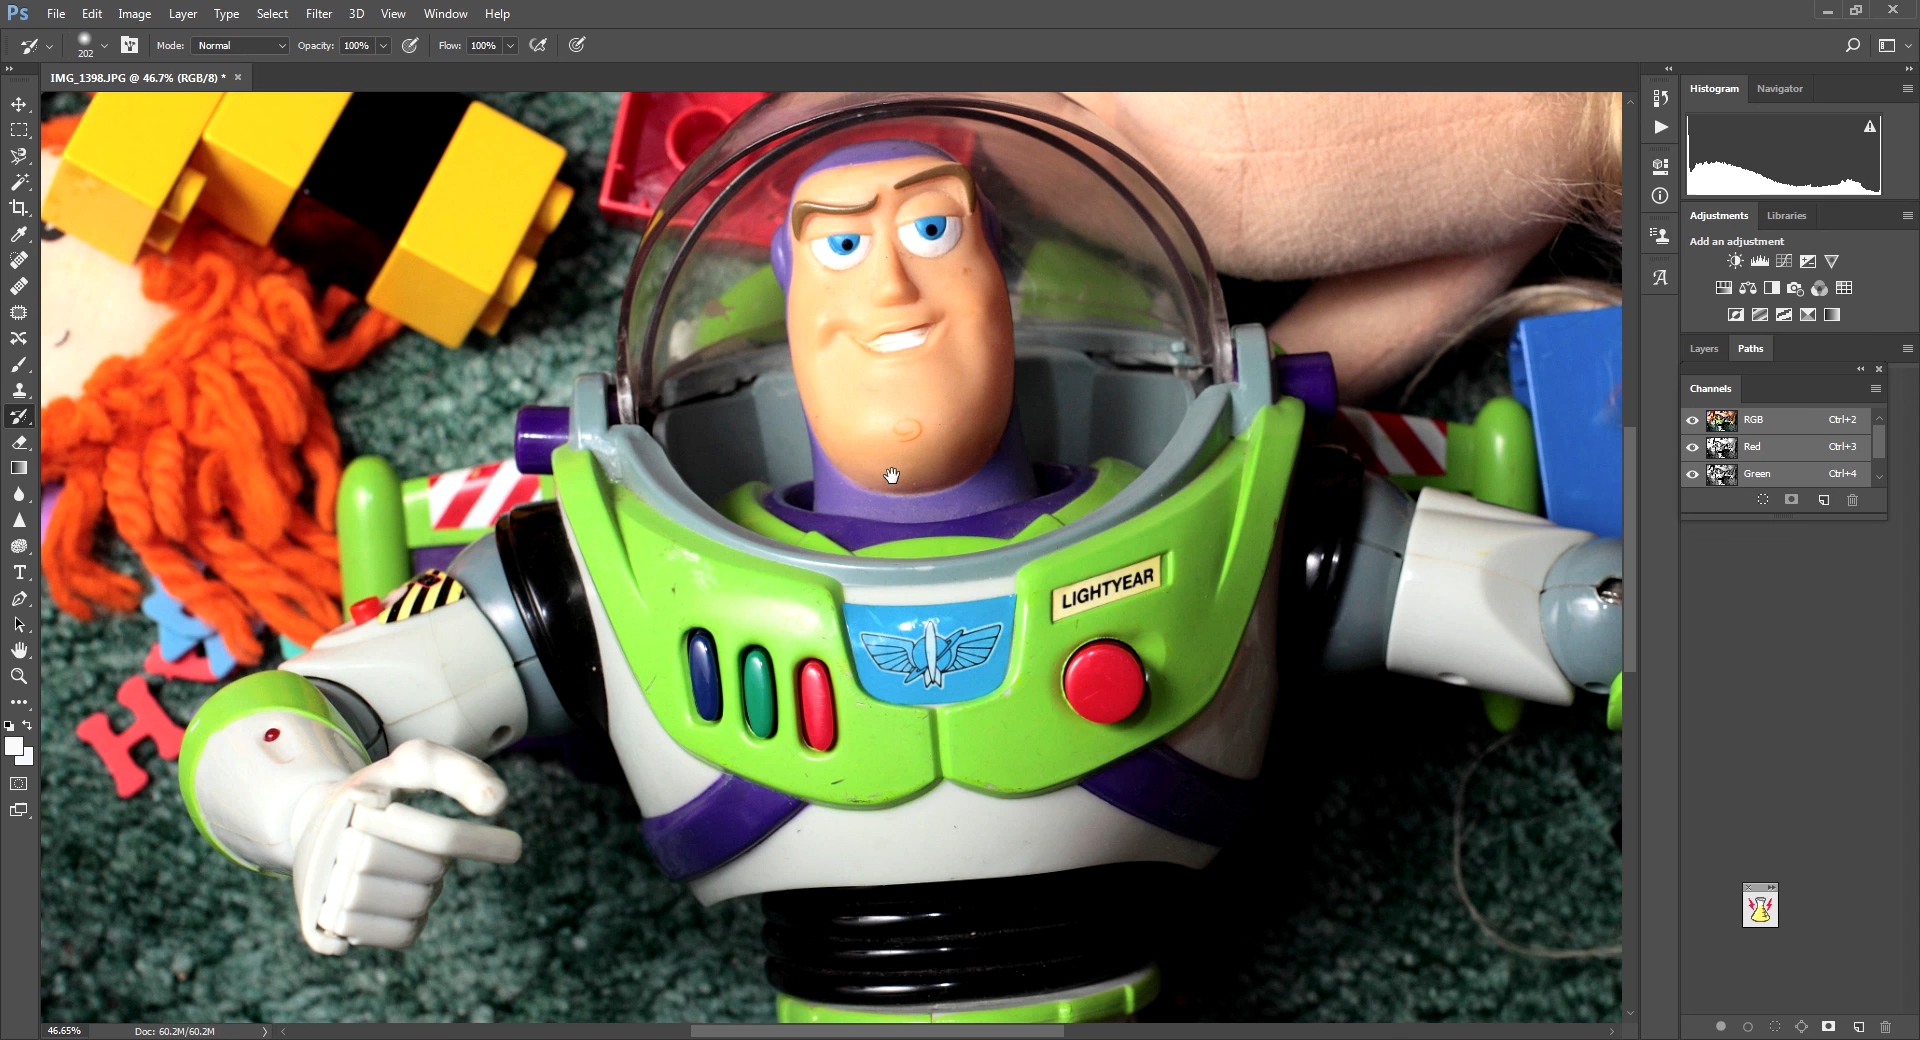 Ps File Edit Image Layer Type Select Filter 3D View Window Help
202 Mode: Normal Opacity: 100% Flow: 100%
IMG_1398.JPG @ 46.7% (RGB/8) * ×
Histogram Navigator
Adjustments Libraries
Add an adjustment
Layers Paths
Channels
RGB Ctrl+2
Red Ctrl+3
Green Ctrl+4
LIGHTYEAR
H
46.65% Doc: 60.2M/60.2M